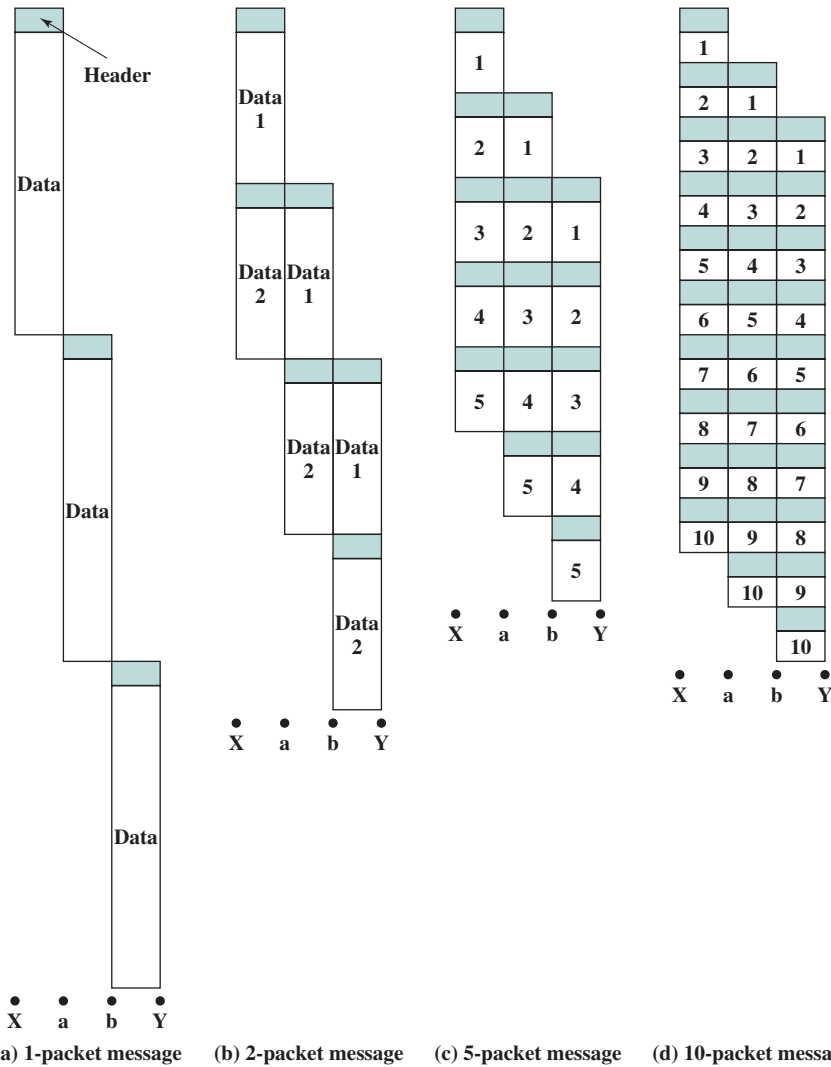 Header
Data
Data
Data
X a b Y
Data
1
Data
2
Data
1
Data
2
Data
1
Data
2
X a b Y
1
2 1
3 2 1
4 3 2
5 4 3
5 4
5
X a b Y
1
2 1
3 2 1
4 3 2
5 4 3
6 5 4
7 6 5
8 7 6
9 8 7
10 9 8
10 9
10
X a b Y
a) 1-packet message
(b) 2-packet message
(c) 5-packet message
(d) 10-packet messa